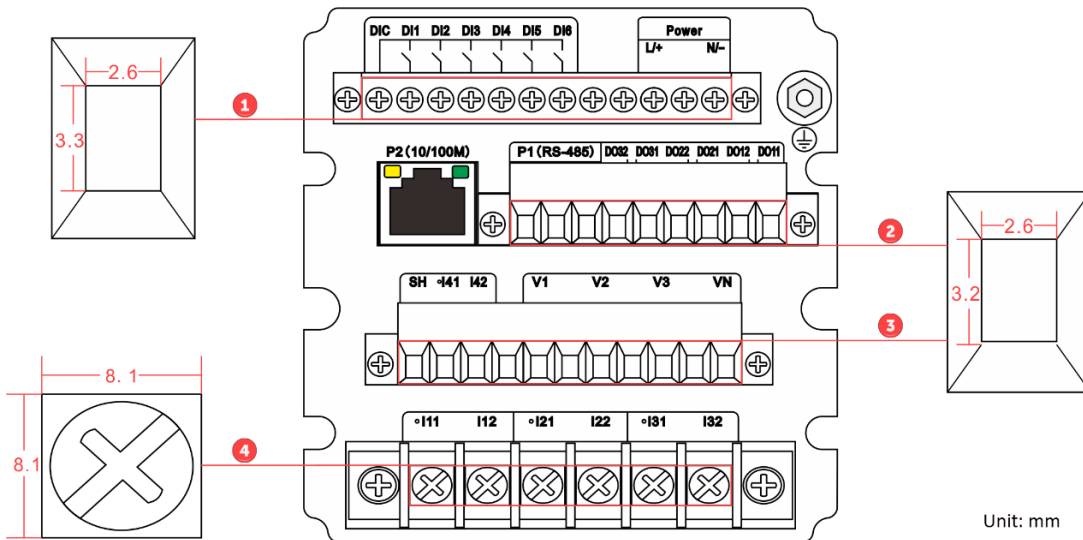 DIC DI1 DI2 DI3 DI4 DI5 DI6
Power
L/+ N/−
2.6
3.3
1
P2 (10/100M)
P1 (RS-485) DO32 DO31 DO22 DO21 DO12 DO11
2
2.6
3.2
SH ∘I41 I42 V1 V2 V3 VN
3
8.1
8.1
∘I11 I12 ∘I21 I22 ∘I31 I32
4
Unit: mm